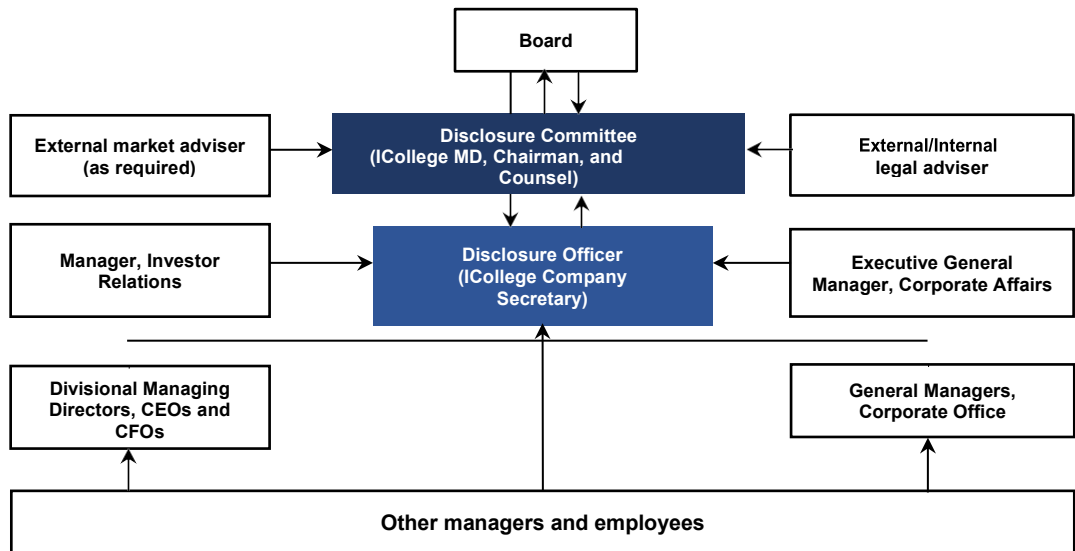 Board
External market adviser
(as required)
Disclosure Committee
(ICollege MD, Chairman, and
Counsel)
External/Internal
legal adviser
Manager, Investor
Relations
Disclosure Officer
(ICollege Company
Secretary)
Executive General
Manager, Corporate Affairs
Divisional Managing
Directors, CEOs and
CFOs
General Managers,
Corporate Office
Other managers and employees